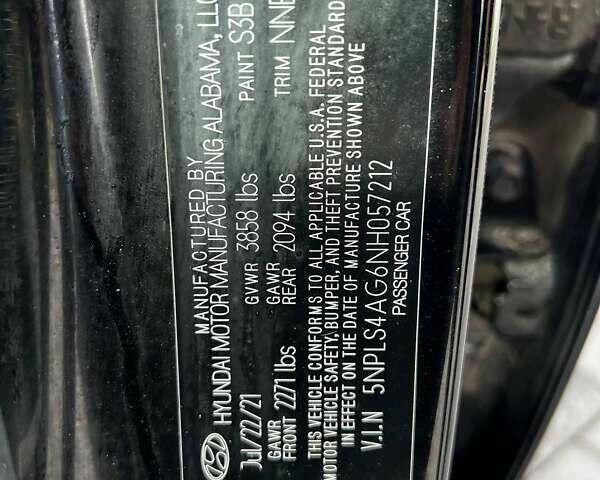 MANUFACTURED BY
HYUNDAI MOTOR MANUFACTURING ALABAMA, LLC
Jul/22/21 GVWR 3858 lbs PAINT S3B
GAWR FRONT 2271 lbs GAWR REAR 2094 lbs TRIM NNB
THIS VEHICLE CONFORMS TO ALL APPLICABLE U.S.A. FEDERAL
MOTOR VEHICLE SAFETY, BUMPER, AND THEFT PREVENTION STANDARD
IN EFFECT ON THE DATE OF MANUFACTURE SHOWN ABOVE
V.I.N 5NPLS4AG6NH057212
PASSENGER CAR